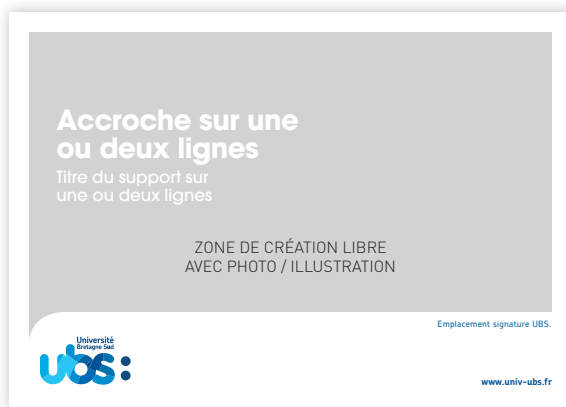 Accroche sur une
ou deux lignes
Titre du support sur
une ou deux lignes
ZONE DE CRÉATION LIBRE
AVEC PHOTO / ILLUSTRATION
Emplacement signature UBS.
Université
Bretagne Sud
ubs:
www.univ-ubs.fr